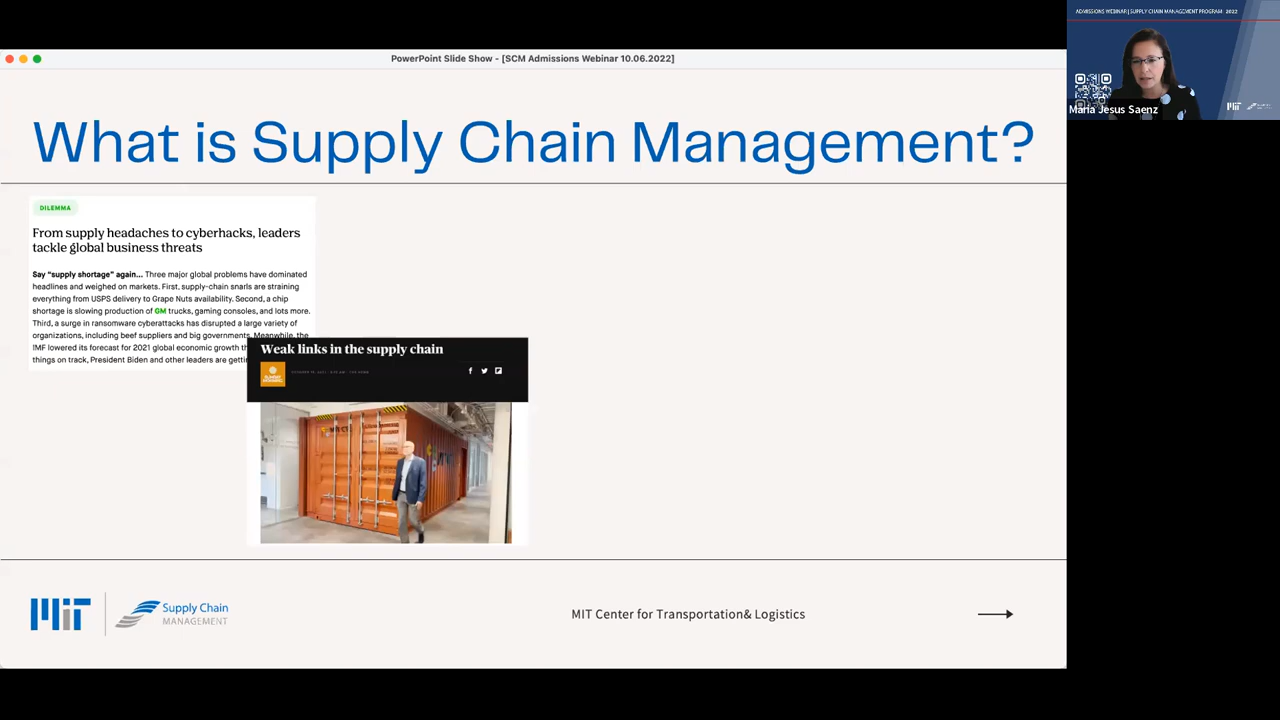 PowerPoint Slide Show - [SCM Admissions Webinar 10.06.2022]
ADMISSIONS WEBINAR | SUPPLY CHAIN MANAGEMENT PROGRAM 2022
Maria Jesus Saenz
MIT
What is Supply Chain Management?
DILEMMA
From supply headaches to cyberhacks, leaders
tackle global business threats
Say “supply shortage” again... Three major global problems have dominated
headlines and weighed on markets. First, supply-chain snarls are straining
everything from USPS delivery to Grape Nuts availability. Second, a chip
shortage is slowing production of GM trucks, gaming consoles, and lots more.
Third, a surge in ransomware cyberattacks has disrupted a large variety of
organizations, including beef suppliers and big governments. Meanwhile, the
IMF lowered its forecast for 2021 global economic growth
things on track, President Biden and other leaders are
Weak links in the supply chain
SUNDAY
MORNING
MIT
Supply Chain
MANAGEMENT
MIT Center for Transportation& Logistics